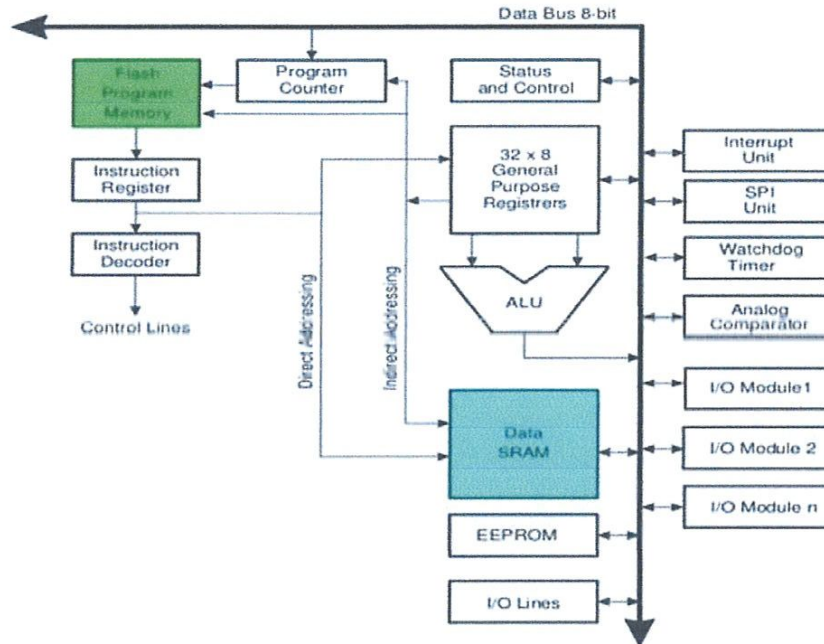 Data Bus 8-bit
Flash
Program
Memory
Program
Counter
Status
and Control
Instruction
Register
32 x 8
General
Purpose
Registrers
Interrupt
Unit
SPI
Unit
Instruction
Decoder
Watchdog
Timer
Control Lines
Direct Addressing
Indirect Addressing
ALU
Analog
Comparator
I/O Module1
Data
SRAM
I/O Module 2
I/O Module n
EEPROM
I/O Lines